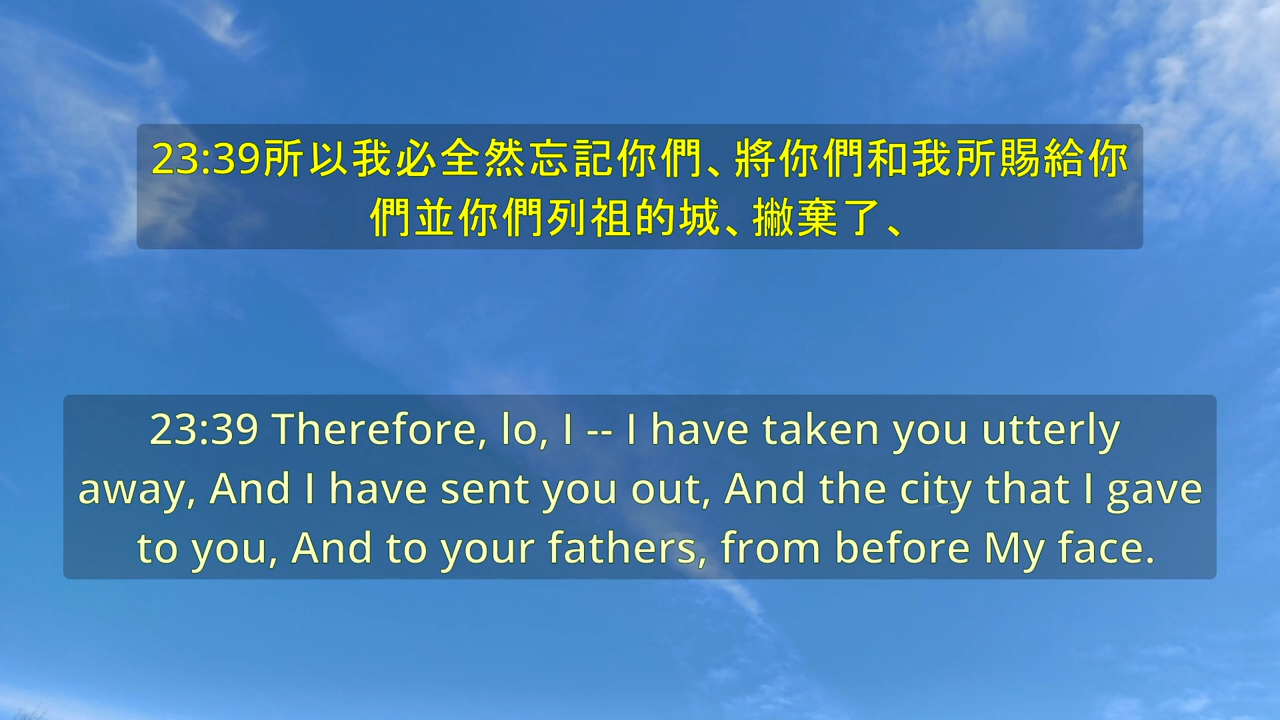 23:39所以我必全然忘記你們、將你們和我所賜給你
們並你們列祖的城、撇棄了、
23:39 Therefore, lo, I -- I have taken you utterly
away, And I have sent you out, And the city that I gave
to you, And to your fathers, from before My face.